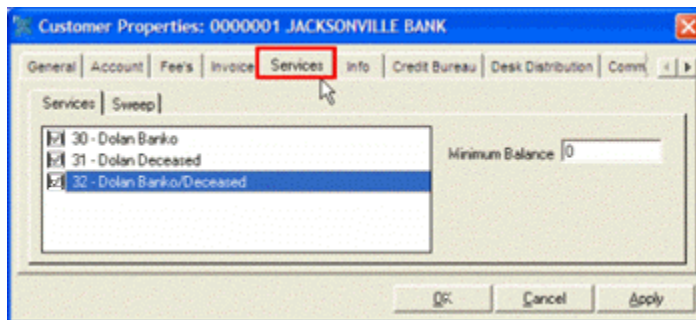 Customer Properties: 0000001 JACKSONVILLE BANK
General Account Fee's Invoice Services Info Credit Bureau Desk Distribution Comm
Services Sweep
30 - Dolan Banko
31 - Dolan Deceased
32 - Dolan Banko/Deceased
Minimum Balance 0
OK Cancel Apply